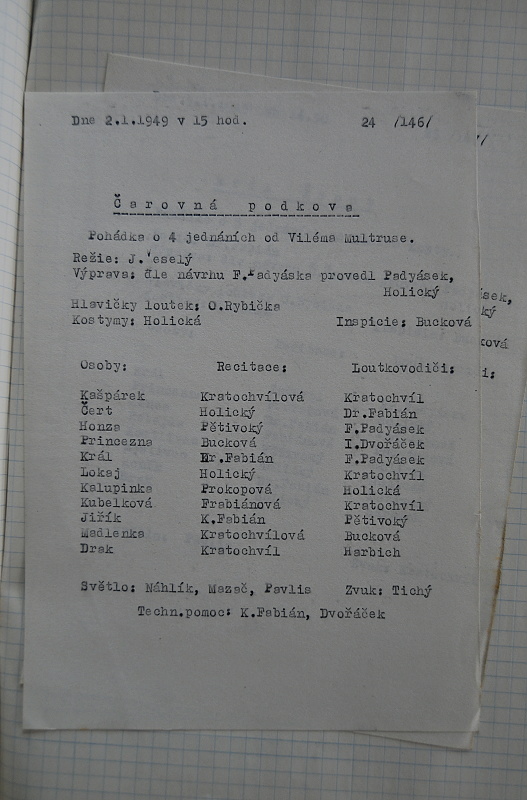 Dne 2.1.1949 v 15 hod. 24 /146/
Čarovná podkova
Pohádka o 4 jednáních od Viléma Multruse.
Režie: J.Veselý
Výprava: dle návrhu F.Padyáska provedl Padyásek,
Holický
Hlavičky loutek: O.Rybička
Kostymy: Holická Inspicie: Bucková
Osoby: Recitace: Loutkovodiči:
Kašpárek Kratochvílová Kratochvíl
Čert Holický Dr.Fabián
Honza Pětivoký F.Padyásek
Princezna Bucková I.Dvořáček
Král Dr.Fabián F.Padyásek
Lokaj Holický Kratochvíl
Kalupinka Prokopová Holická
Kubelková Frabiánová Kratochvíl
Jiřík K.Fabián Pětivoký
Madlenka Kratochvílová Bucková
Drak Kratochvíl Harbich
Světlo: Náhlík, Mazač, Pavlis Zvuk: Tichý
Techn.pomoc: K.Fabián, Dvořáček
sek,
ký
ková
i: